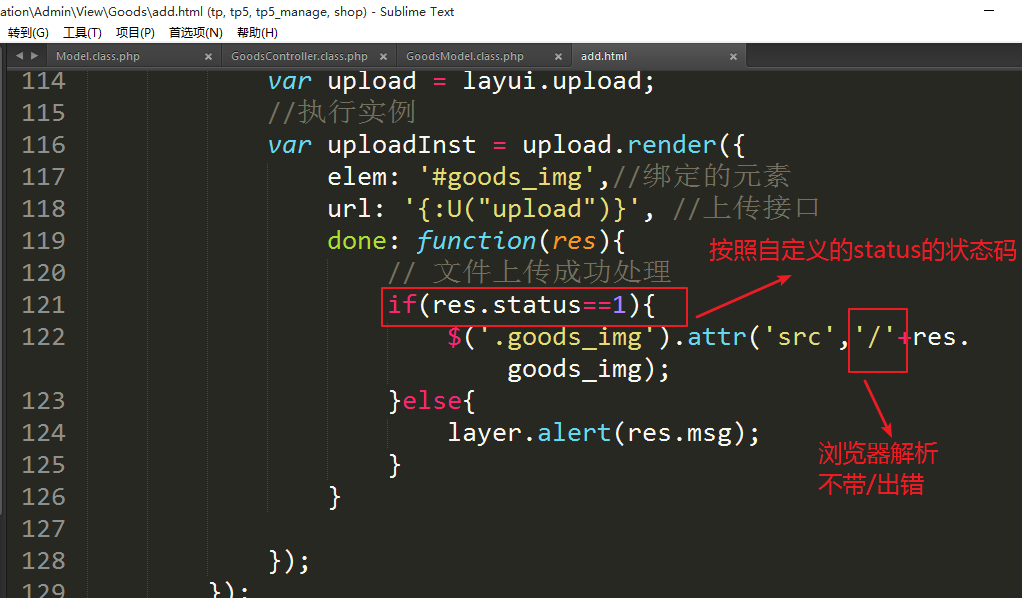 ation\Admin\View\Goods\add.html (tp, tp5, tp5_manage, shop) - Sublime Text
转到(G) 工具(T) 项目(P) 首选项(N) 帮助(H)
Model.class.php × GoodsController.class.php × GoodsModel.class.php × add.html ×
114 var upload = layui.upload;
115 //执行实例
116 var uploadInst = upload.render({
117 elem: '#goods_img',//绑定的元素
118 url: '{:U("upload")}', //上传接口
119 done: function(res){
按照自定义的status的状态码
120 // 文件上传成功处理
121 if(res.status==1){
122 $('.goods_img').attr('src','/'+res.
goods_img);
123 }else{
124 layer.alert(res.msg);
浏览器解析
125 }
不带/出错
126 }
127
128 });
129 });